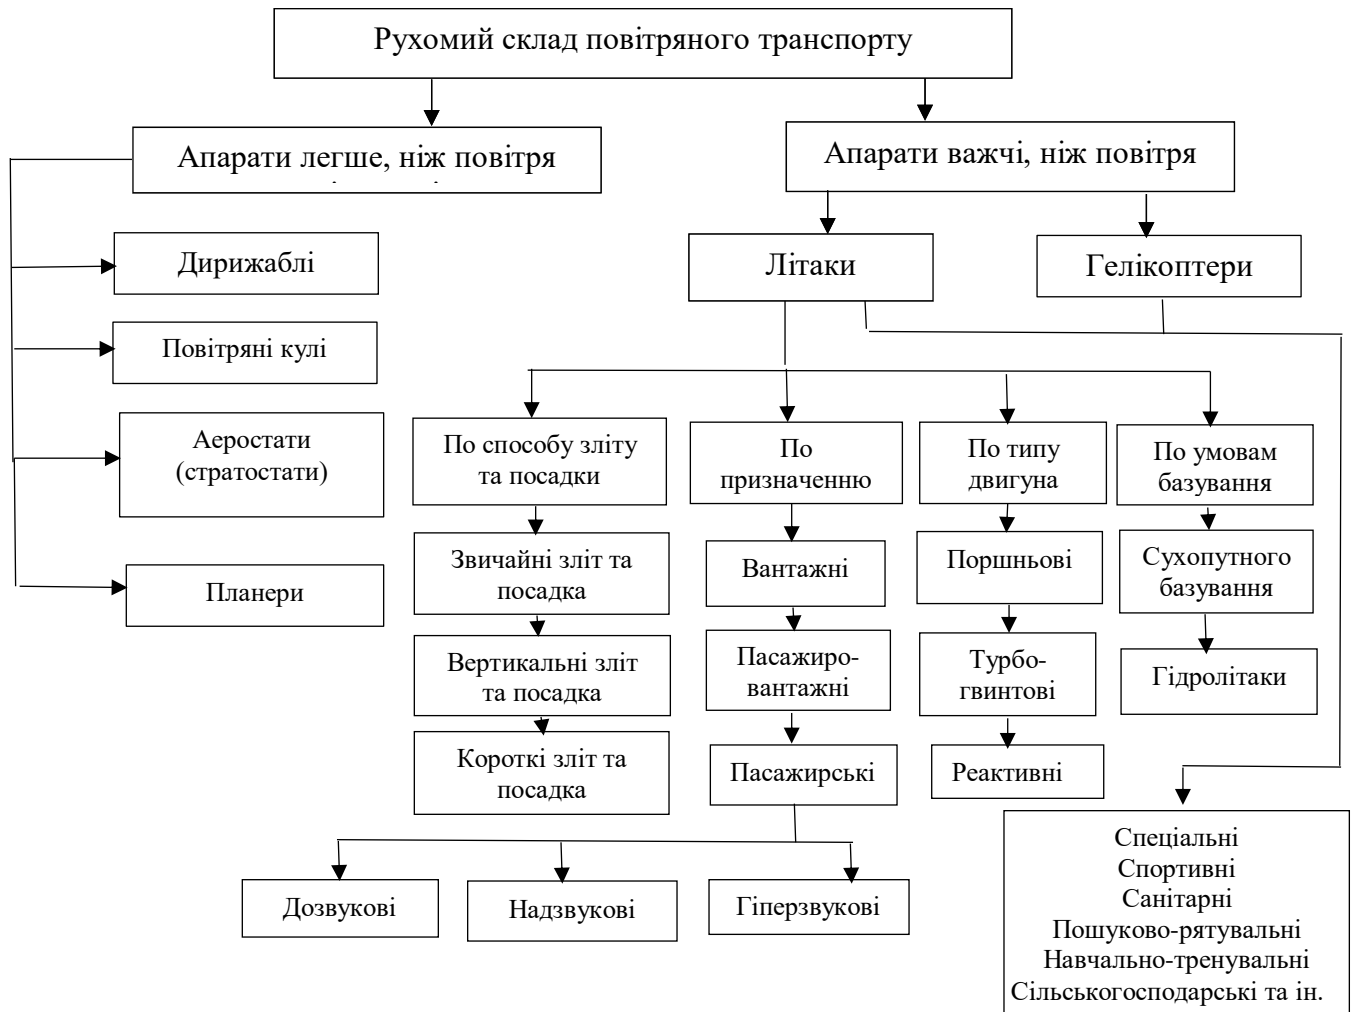 Рухомий склад повітряного транспорту
Апарати легше, ніж повітря
Апарати важчі, ніж повітря
Дирижаблі
Літаки
Гелікоптери
Повітряні кулі
Аеростати
(стратостати)
Планери
По способу зліту
та посадки
По
призначенню
По типу
двигуна
По умовам
базування
Звичайні зліт та
посадка
Вантажні
Поршньові
Сухопутного
базування
Вертикальні зліт
та посадка
Пасажиро-
вантажні
Турбо-
гвинтові
Гідролітаки
Короткі зліт та
посадка
Пасажирські
Реактивні
Дозвукові
Надзвукові
Гіперзвукові
Спеціальні
Спортивні
Санітарні
Пошуково-рятувальні
Навчально-тренувальні
Сільськогосподарські та ін.